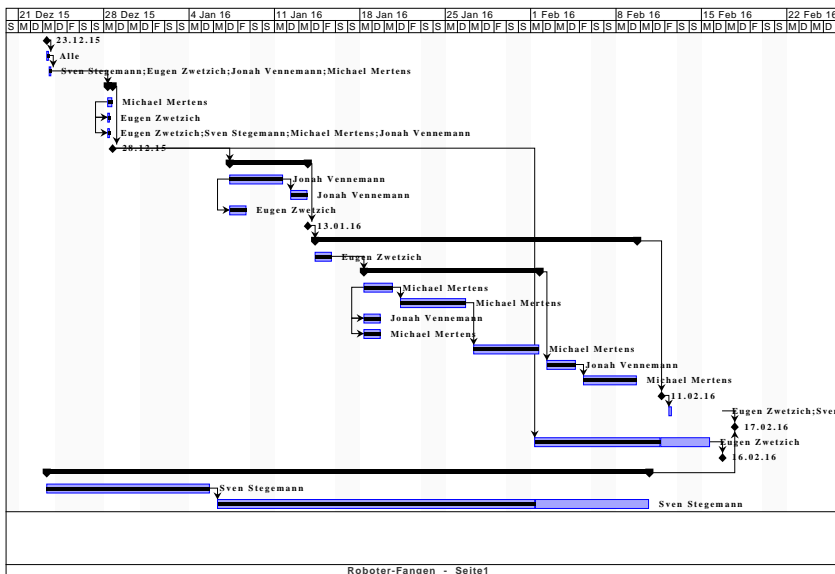 21 Dez 15 28 Dez 15 4 Jan 16 11 Jan 16 18 Jan 16 25 Jan 16 1 Feb 16 8 Feb 16 15 Feb 16 22 Feb 16
S M D M D F S S M D M D F S S M D M D F S S M D M D F S S M D M D F S S M D M D F S S M D M D F S S M D M D F S S M D M D F S S M D M D
23.12.15
Alle
Sven Stegemann;Eugen Zwetzich;Jonah Vennemann;Michael Mertens
Michael Mertens
Eugen Zwetzich
Eugen Zwetzich;Sven Stegemann;Michael Mertens;Jonah Vennemann
28.12.15
Jonah Vennemann
Jonah Vennemann
Eugen Zwetzich
13.01.16
Eugen Zwetzich
Michael Mertens
Michael Mertens
Jonah Vennemann
Michael Mertens
Michael Mertens
Jonah Vennemann
Michael Mertens
11.02.16
Eugen Zwetzich;Sven
17.02.16
Eugen Zwetzich
16.02.16
Sven Stegemann
Sven Stegemann
Roboter-Fangen - Seite1